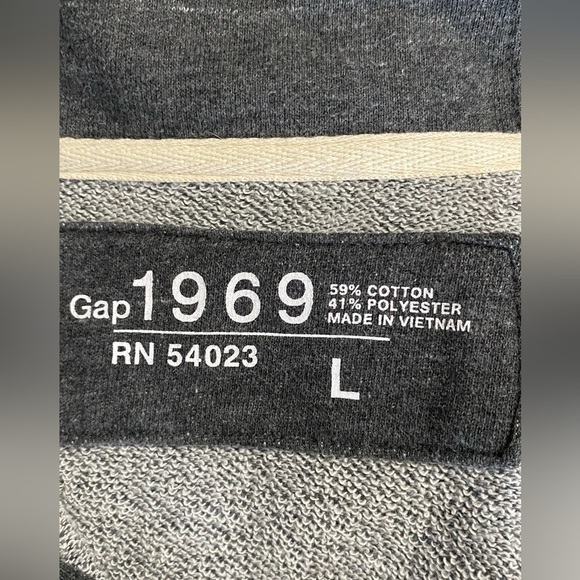 Gap 1969
59% COTTON
41% POLYESTER
MADE IN VIETNAM
RN 54023
L